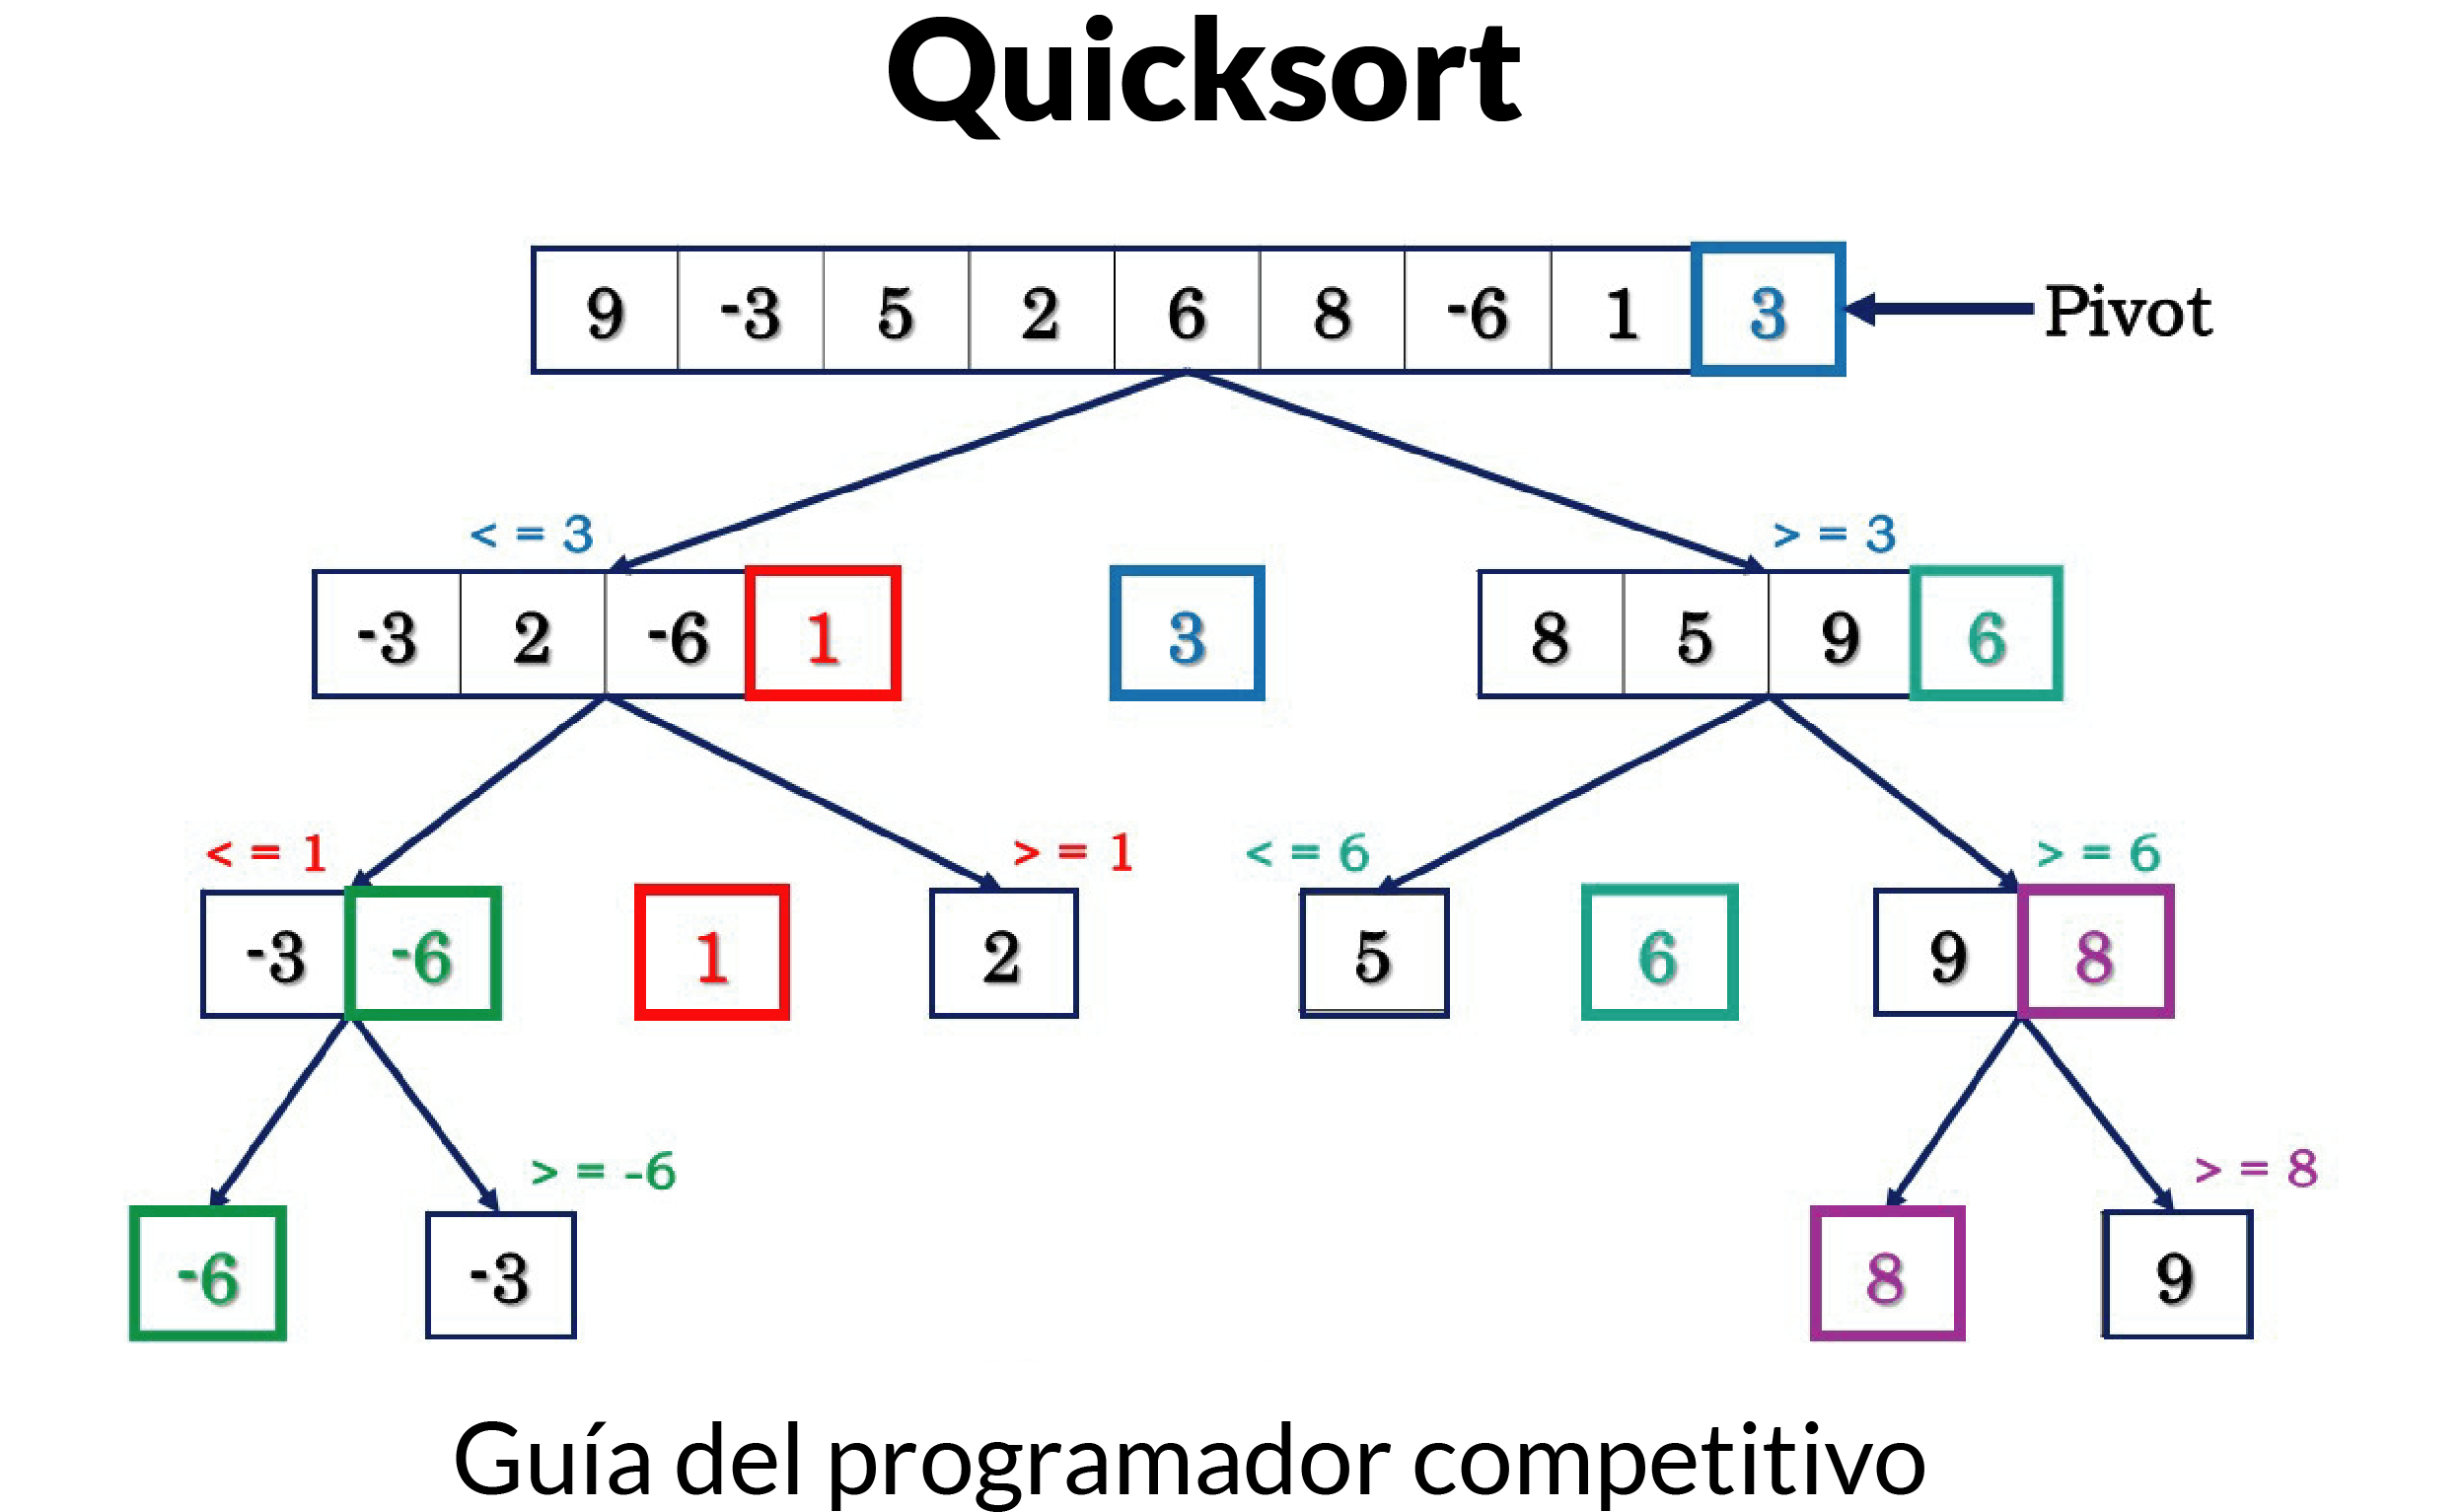 Quicksort
9 -3 5 2 6 8 -6 1 3 Pivot
< = 3 > = 3
-3 2 -6 1 3 8 5 9 6
< = 1 > = 1 < = 6 > = 6
-3 -6 1 2 5 6 9 8
> = -6 > = 8
-6 -3 8 9
Guía del programador competitivo